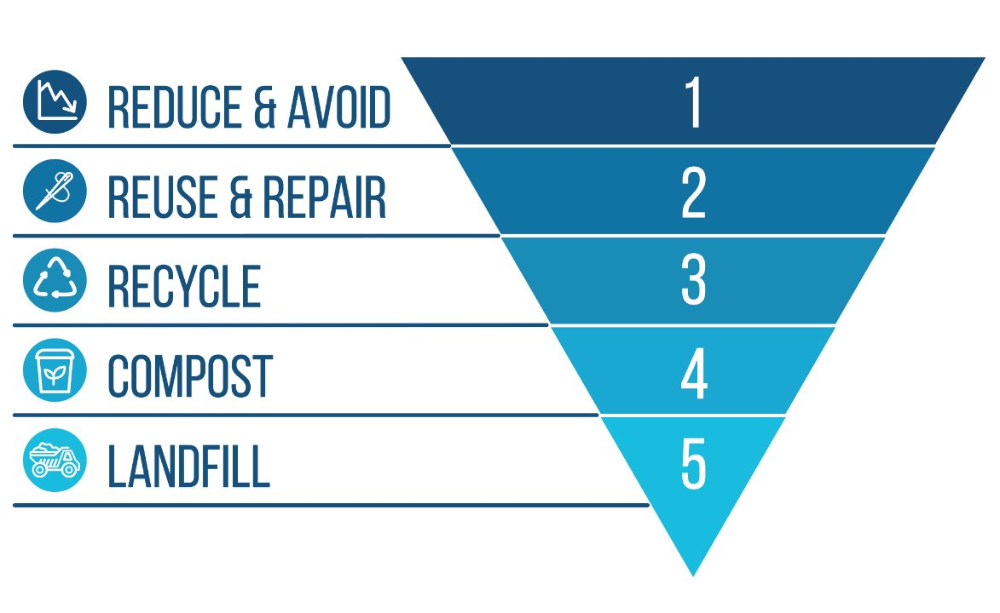 REDUCE & AVOID 1
REUSE & REPAIR 2
RECYCLE 3
COMPOST 4
LANDFILL 5